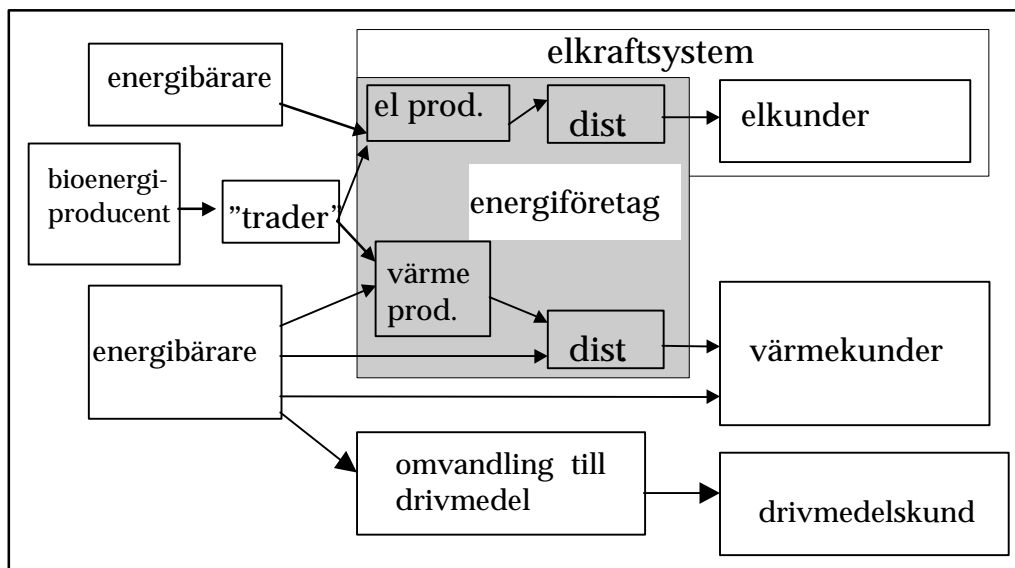 elkraftsystem
energibärare
el prod.
dist
elkunder
bioenergi-
producent
”trader”
energiföretag
värme
prod.
energibärare
dist
värmekunder
omvandling till
drivmedel
drivmedelskund